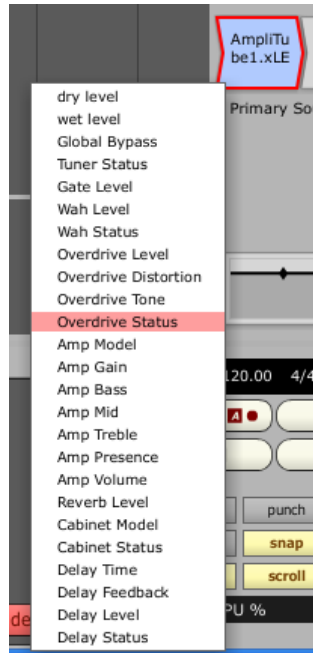 AmpliTu
be1.xLE
Primary So
dry level
wet level
Global Bypass
Tuner Status
Gate Level
Wah Level
Wah Status
Overdrive Level
Overdrive Distortion
Overdrive Tone
Overdrive Status
Amp Model
Amp Gain
Amp Bass
Amp Mid
Amp Treble
Amp Presence
Amp Volume
Reverb Level
Cabinet Model
Cabinet Status
Delay Time
Delay Feedback
Delay Level
Delay Status
120.00 4/4
A
punch
snap
scroll
PU %
de